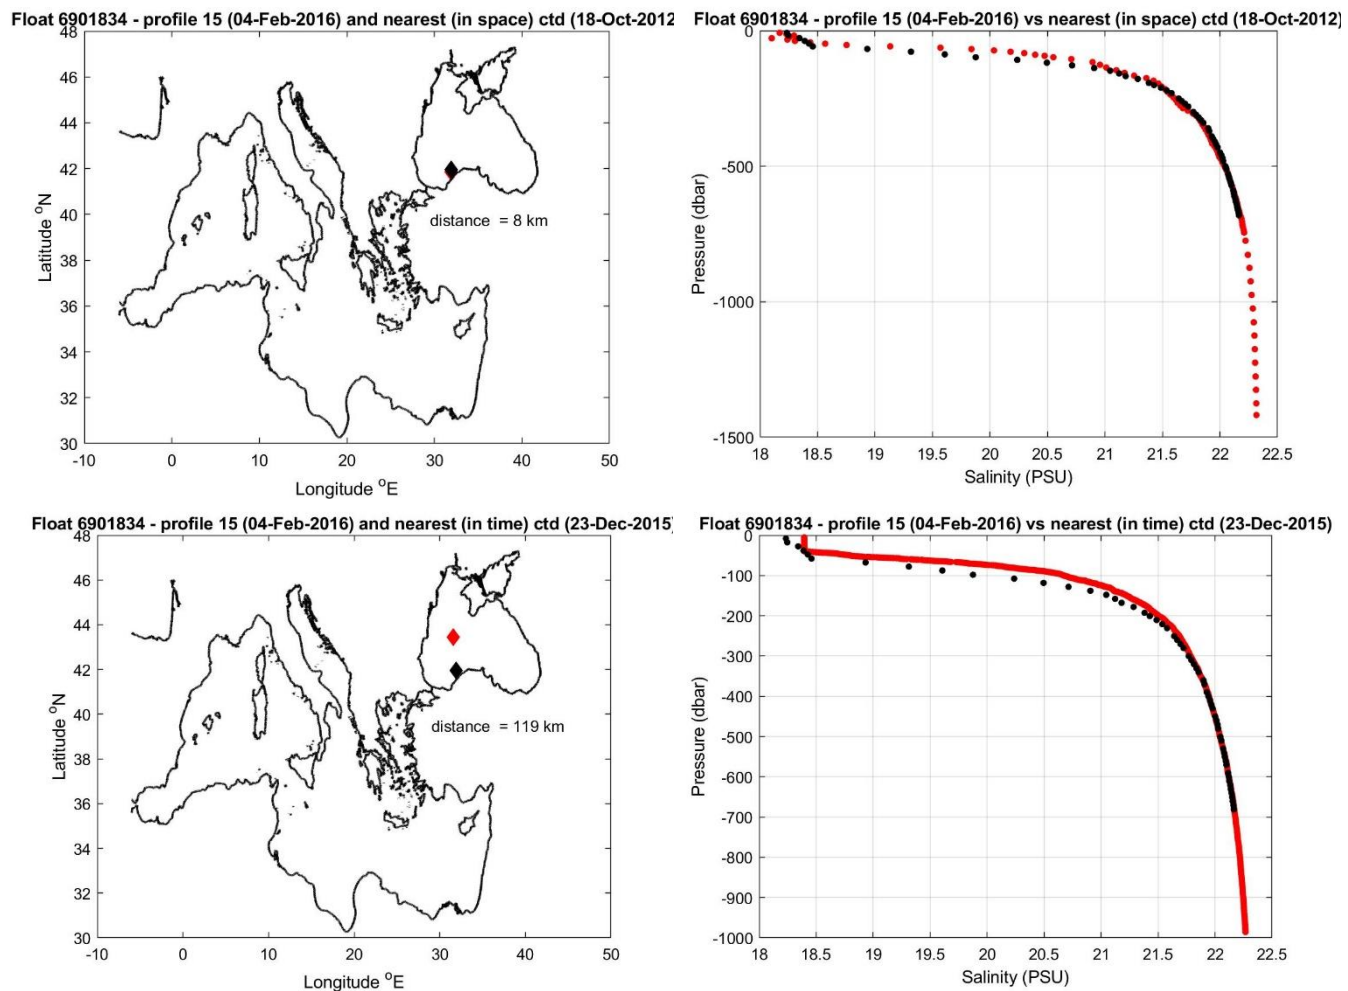 Float 6901834 - profile 15 (04-Feb-2016) and nearest (in space) ctd (18-Oct-2012
48
46
44
42
40
38
36
34
32
30
Latitude °N
distance = 8 km
-10 0 10 20 30 40 50
Longitude °E
Float 6901834 - profile 15 (04-Feb-2016) vs nearest (in space) ctd (18-Oct-2012)
0
-500
-1000
-1500
Pressure (dbar)
18 18.5 19 19.5 20 20.5 21 21.5 22 22.5
Salinity (PSU)
Float 6901834 - profile 15 (04-Feb-2016) and nearest (in time) ctd (23-Dec-2015)
48
46
44
42
40
38
36
34
32
30
Latitude °N
distance = 119 km
-10 0 10 20 30 40 50
Longitude °E
Float 6901834 - profile 15 (04-Feb-2016) vs nearest (in time) ctd (23-Dec-2015)
0
-100
-200
-300
-400
-500
-600
-700
-800
-900
-1000
Pressure (dbar)
18 18.5 19 19.5 20 20.5 21 21.5 22 22.5
Salinity (PSU)